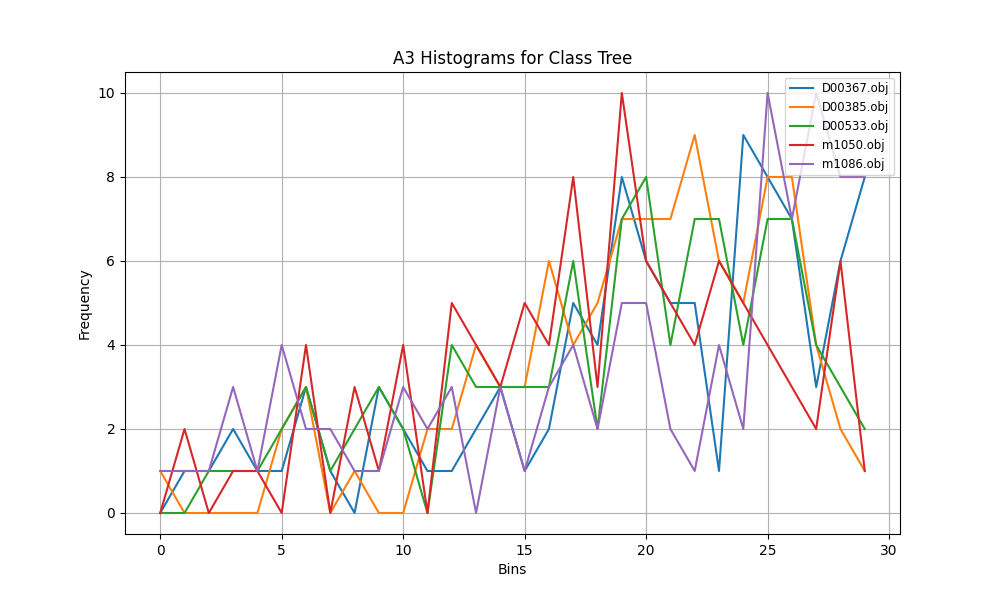 A3 Histograms for Class Tree
D00367.obj
D00385.obj
D00533.obj
m1050.obj
m1086.obj
Frequency
10
8
6
4
2
0
0 5 10 15 20 25 30
Bins